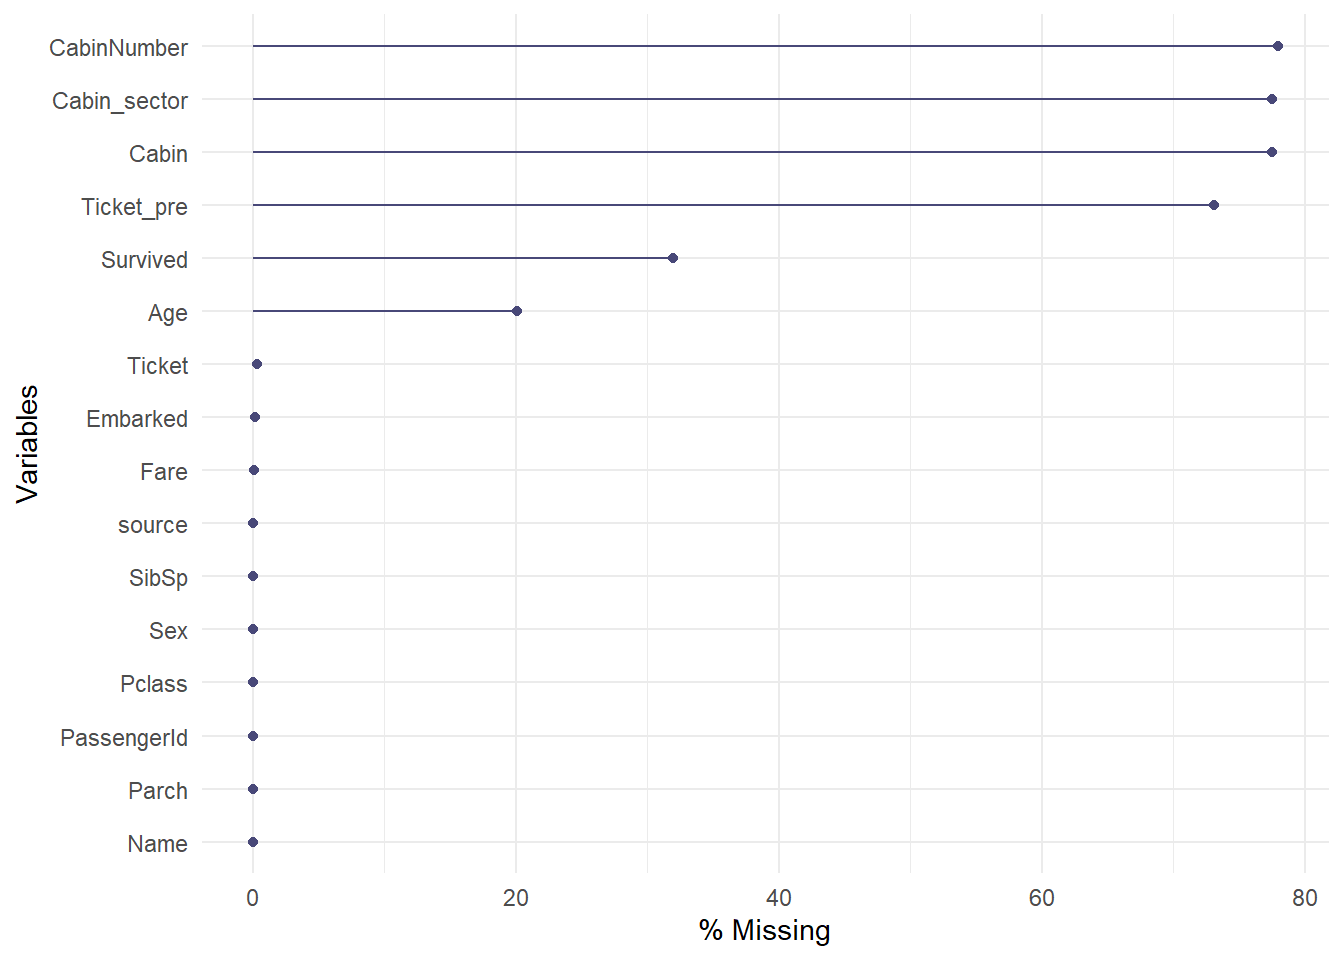 CabinNumber
Cabin_sector
Cabin
Ticket_pre
Survived
Age
Ticket
Embarked
Fare
source
SibSp
Sex
Pclass
PassengerId
Parch
Name
Variables
0 20 40 60 80
% Missing